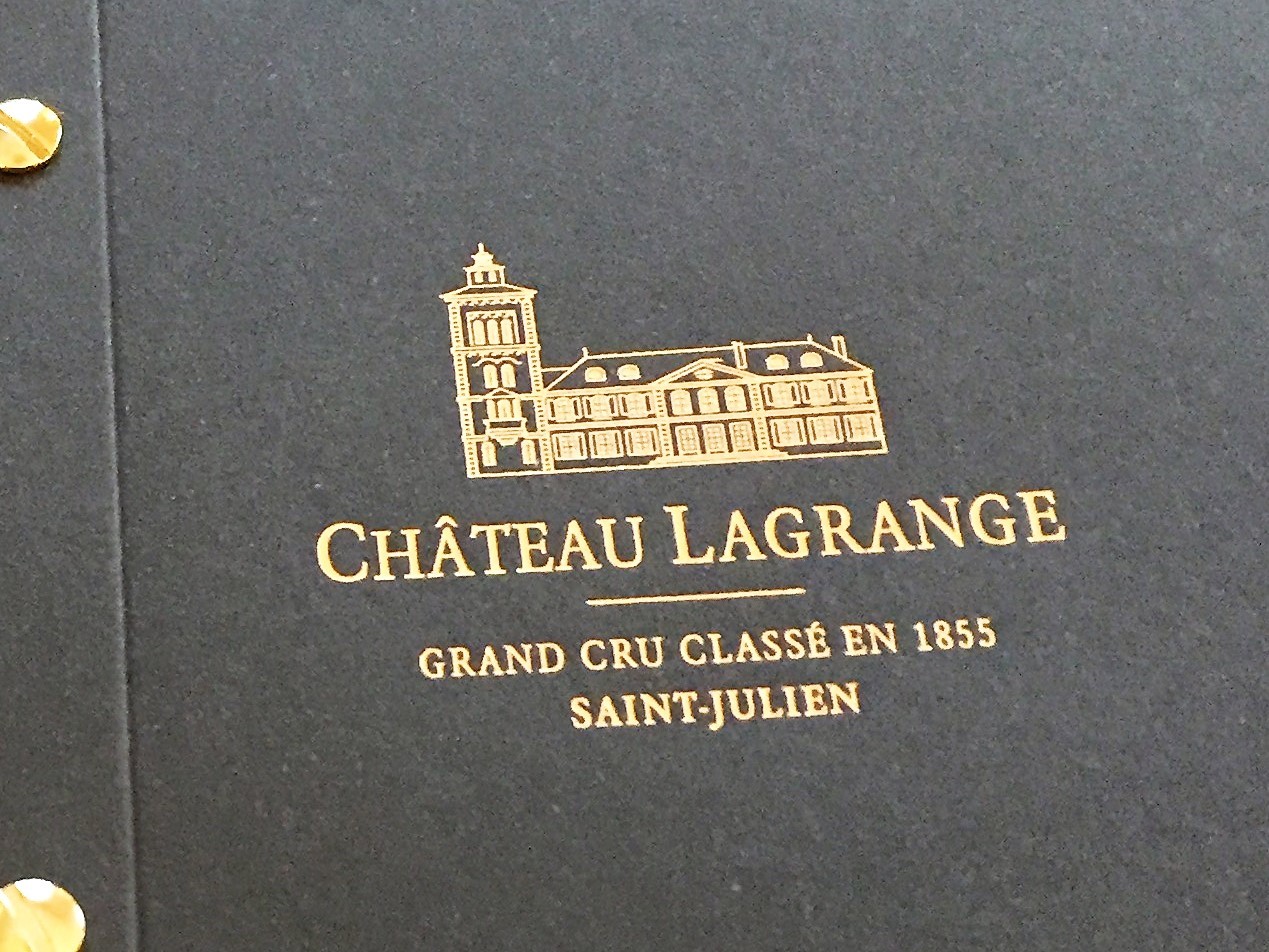 CHÂTEAU LAGRANGE
GRAND CRU CLASSÉ EN 1855
SAINT-JULIEN